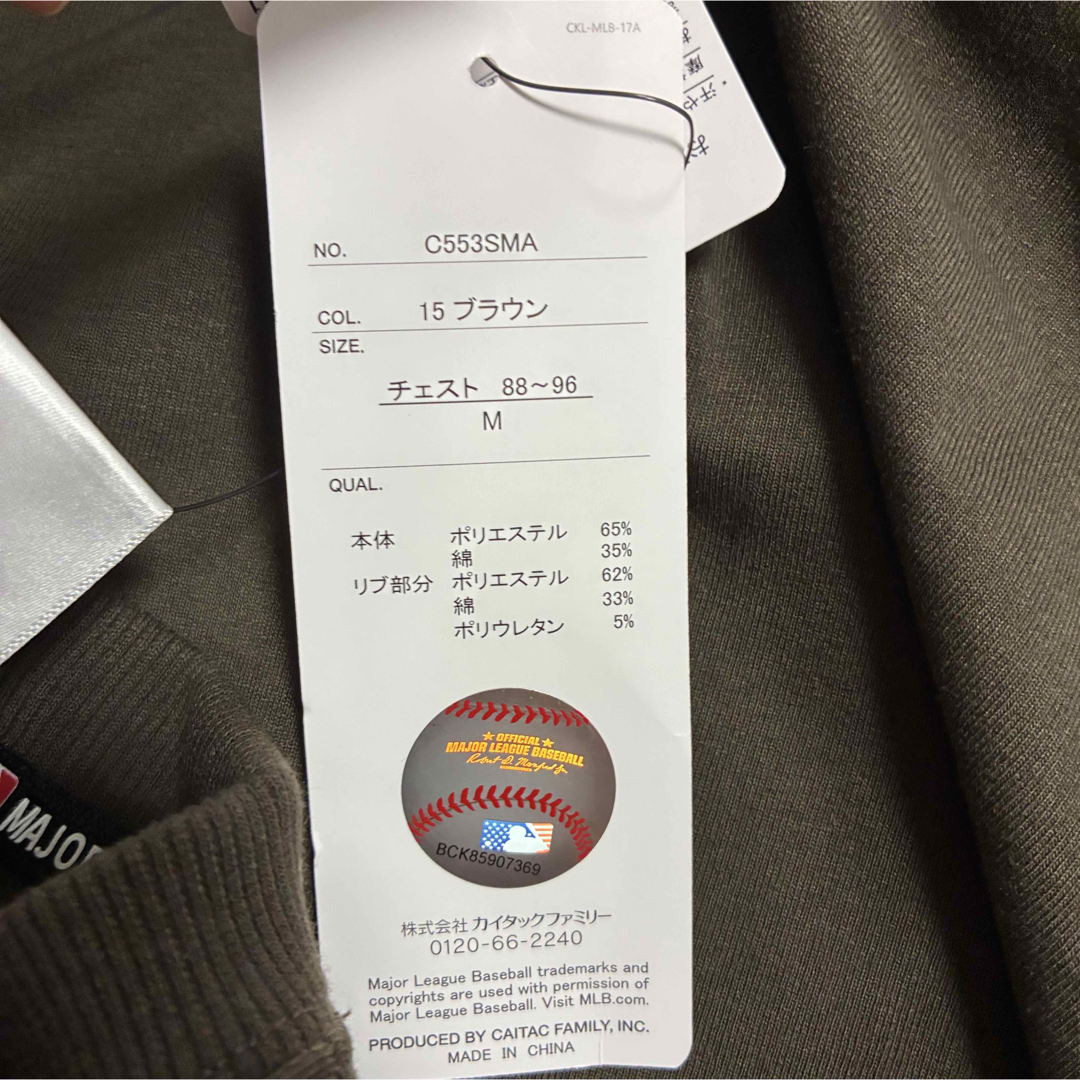 CKL-MLB-17A
摩
・汗や
NO. C553SMA
COL. 15 ブラウン
SIZE.
チェスト 88～96
M
QUAL.
本体 ポリエステル 65%
綿 35%
リブ部分 ポリエステル 62%
綿 33%
ポリウレタン 5%
★ OFFICIAL ★
MAJOR LEAGUE BASEBALL
BCK85907369
MAJOR
株式会社 カイタックファミリー
0120-66-2240
Major League Baseball trademarks and
copyrights are used with permission of
Major League Baseball. Visit MLB.com.
PRODUCED BY CAITAC FAMILY, INC.
MADE IN CHINA